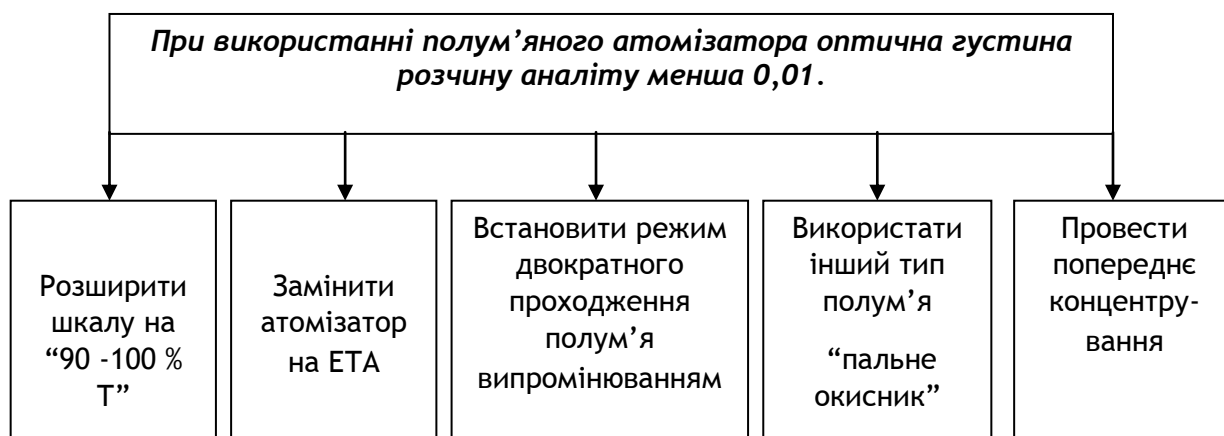 При використанні полум’яного атомізатора оптична густина
розчину аналіту менша 0,01.
Розширити
шкалу на
“90 -100 %
Т”
Замінити
атомізатор
на ЕТА
Встановити режим
двократного
проходження
полум’я
випромінюванням
Використати
інший тип
полум’я
“пальне
окисник”
Провести
попереднє
концентру-
вання